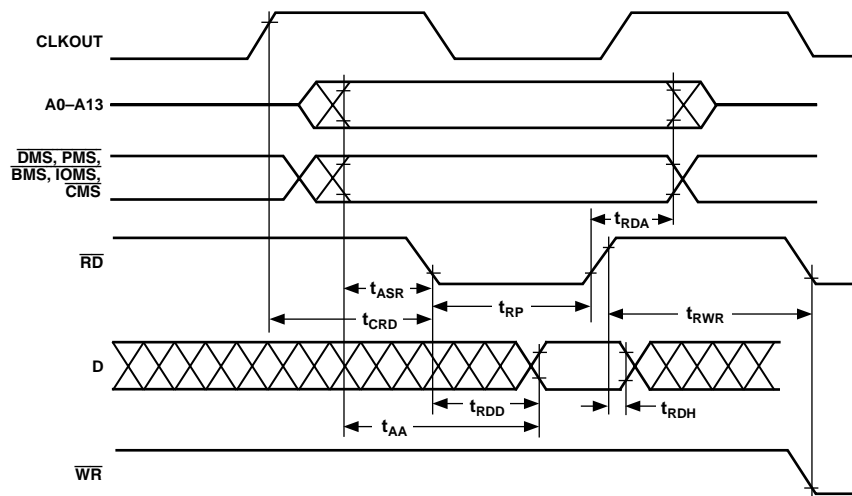 CLKOUT
A0–A13
DMS, PMS,
BMS, IOMS,
CMS
tRDA
RD
tASR
tCRD
tRP
tRWR
D
tRDD
tRDH
tAA
WR